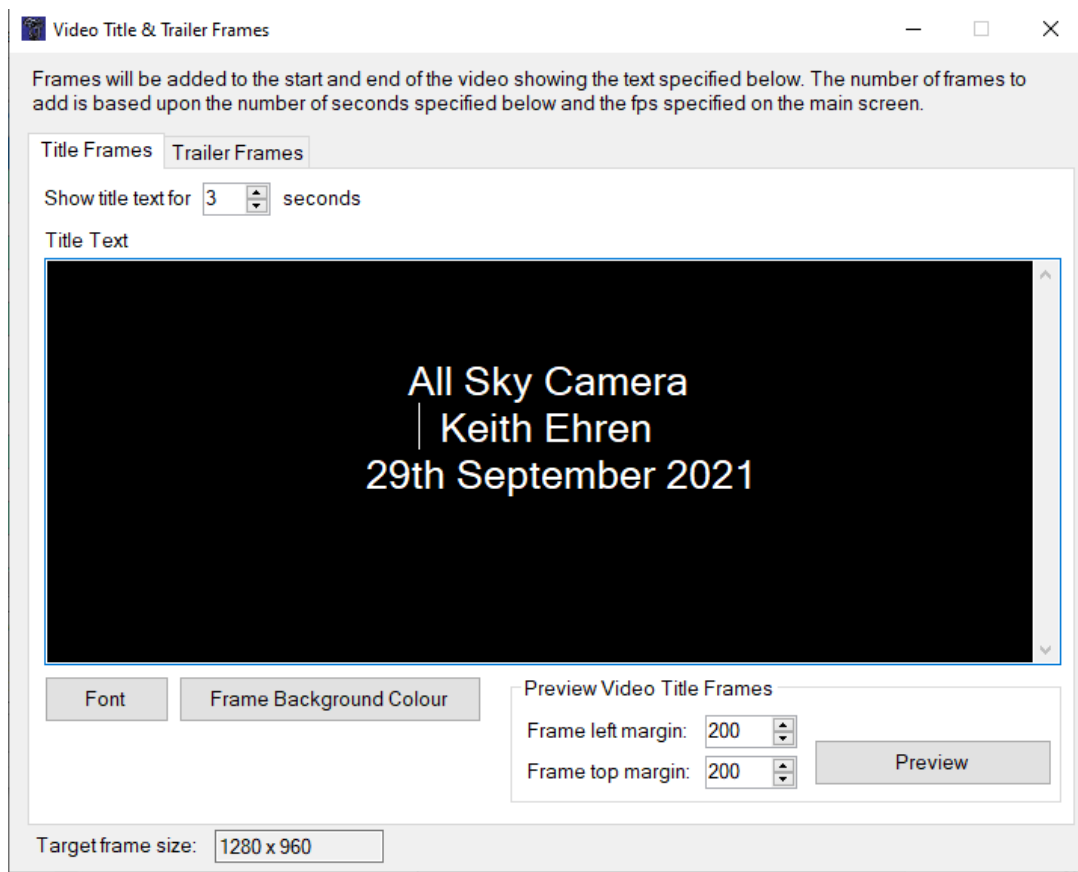 Video Title & Trailer Frames
Frames will be added to the start and end of the video showing the text specified below. The number of frames to
add is based upon the number of seconds specified below and the fps specified on the main screen.
Title Frames Trailer Frames
Show title text for 3 seconds
Title Text
All Sky Camera
Keith Ehren
29th September 2021
Font Frame Background Colour
Preview Video Title Frames
Frame left margin: 200
Frame top margin: 200
Preview
Target frame size: 1280 x 960